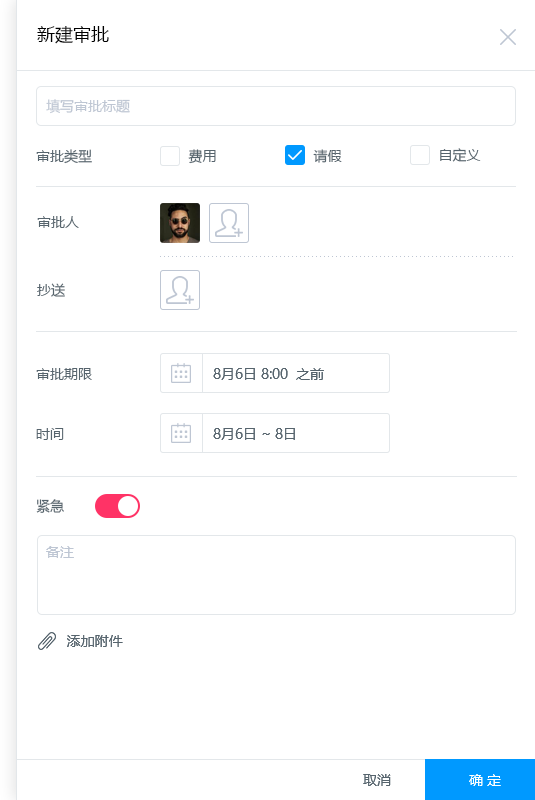 新建审批
填写审批标题
审批类型 费用 请假 自定义
审批人
抄送
审批期限 8月6日 8:00 之前
时间 8月6日 ~ 8日
紧急
备注
添加附件
取消 确 定